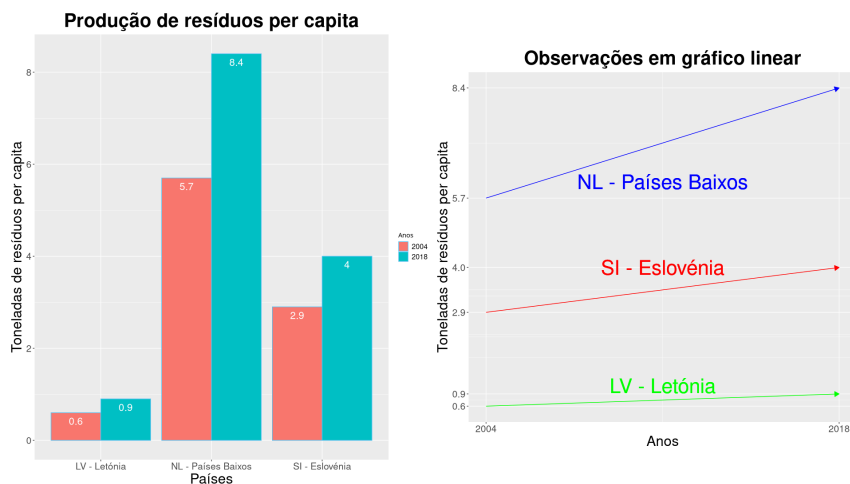 Produção de resíduos per capita
Toneladas de resíduos per capita
8
6
4
2
0
0.6
0.9
5.7
8.4
2.9
4
LV - Letónia
NL - Países Baixos
SI - Eslovénia
Países
Anos
2004
2018
Observações em gráfico linear
Toneladas de resíduos per capita
8.4
5.7
4.0
2.9
0.9
0.6
NL - Países Baixos
SI - Eslovénia
LV - Letónia
2004
2018
Anos